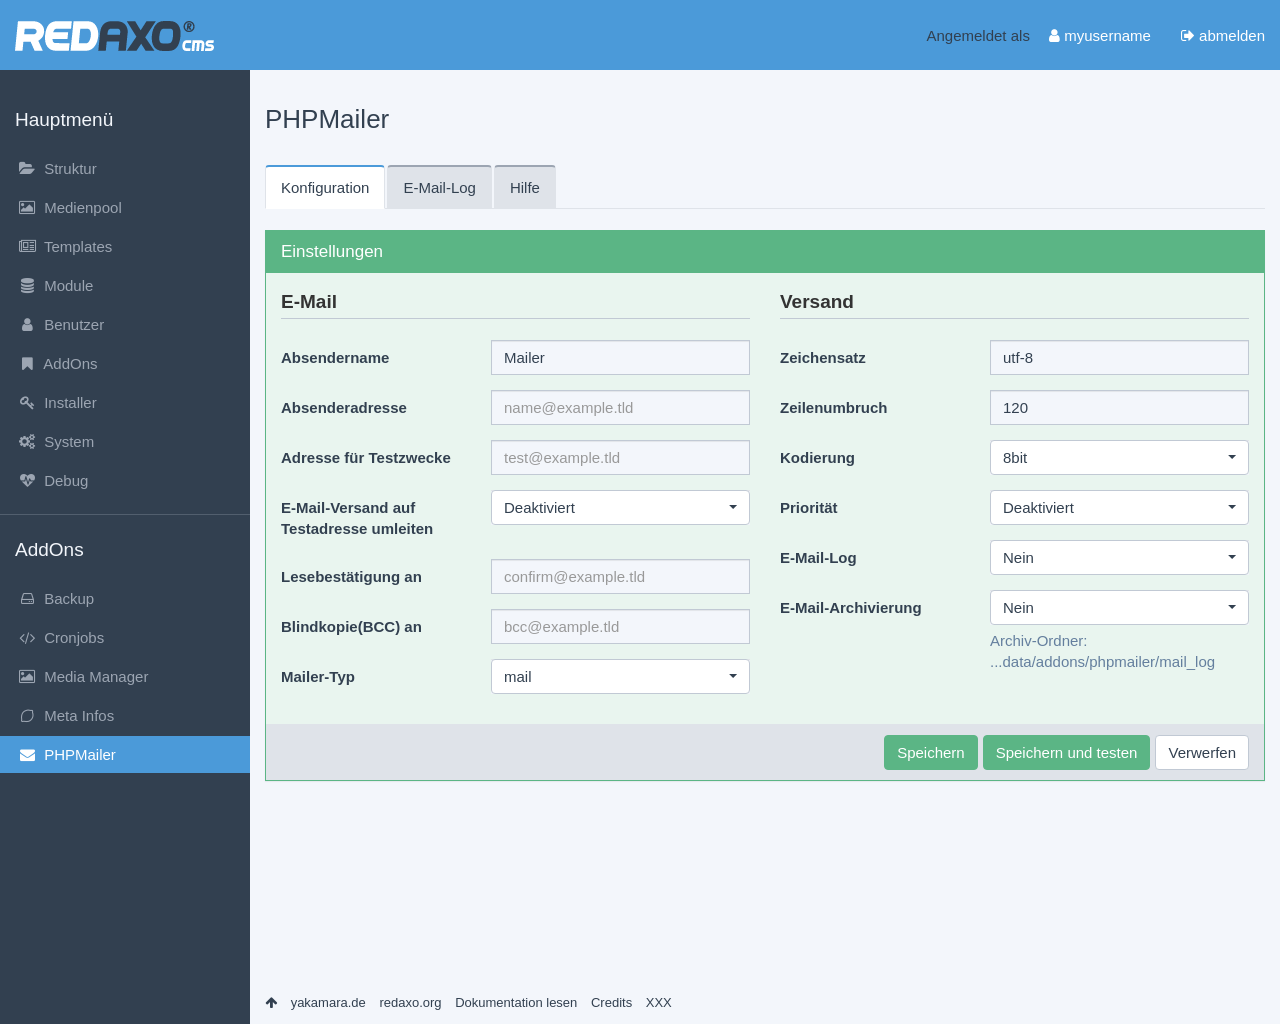 REDAXO® cms
Angemeldet als myusername abmelden
Hauptmenü
Struktur
Medienpool
Templates
Module
Benutzer
AddOns
Installer
System
Debug
AddOns
Backup
Cronjobs
Media Manager
Meta Infos
PHPMailer
PHPMailer
Konfiguration E-Mail-Log Hilfe
Einstellungen
E-Mail
Absendername Mailer
Absenderadresse name@example.tld
Adresse für Testzwecke test@example.tld
E-Mail-Versand auf Deaktiviert
Testadresse umleiten
Lesebestätigung an confirm@example.tld
Blindkopie(BCC) an bcc@example.tld
Mailer-Typ mail
Versand
Zeichensatz utf-8
Zeilenumbruch 120
Kodierung 8bit
Priorität Deaktiviert
E-Mail-Log Nein
E-Mail-Archivierung Nein
Archiv-Ordner:
...data/addons/phpmailer/mail_log
Speichern Speichern und testen Verwerfen
yakamara.de redaxo.org Dokumentation lesen Credits XXX